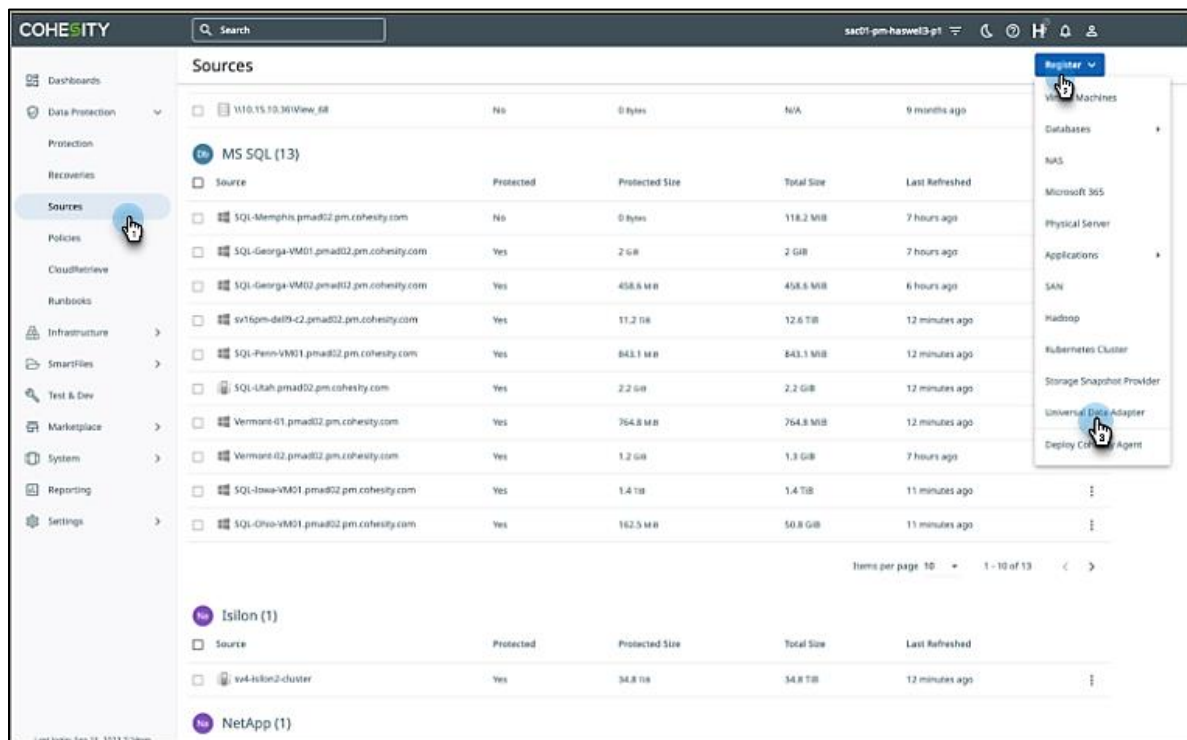 COHESITY
Search
sac01-pm-haswell3-p1
H
Dashboards
Data Protection
Protection
Recoveries
Sources
1
Policies
CloudRetrieve
Runbooks
Infrastructure
SmartFiles
Test & Dev
Marketplace
System
Reporting
Settings
Sources
Register
2
Machines
Databases
NAS
Microsoft 365
Physical Server
Applications
SAN
Hadoop
Kubernetes Cluster
Storage Snapshot Provider
Universal Data Adapter
3
Deploy Agent
\\10.15.10.36\View_68 No 0 Bytes N/A 9 months ago
Db MS SQL (13)
Source Protected Protected Size Total Size Last Refreshed
SQL-Memphis.pmad02.pm.cohesity.com No 0 Bytes 118.2 MiB 7 hours ago
SQL-Georga-VM01.pmad02.pm.cohesity.com Yes 2 GiB 2 GiB 7 hours ago
SQL-Georga-VM02.pmad02.pm.cohesity.com Yes 458.6 MiB 458.6 MiB 6 hours ago
sv16pm-dell9-c2.pmad02.pm.cohesity.com Yes 11.2 TiB 12.6 TiB 12 minutes ago
SQL-Penn-VM01.pmad02.pm.cohesity.com Yes 843.1 MiB 843.1 MiB 12 minutes ago
SQL-Utah.pmad02.pm.cohesity.com Yes 2.2 GiB 2.2 GiB 12 minutes ago
Vermont-01.pmad02.pm.cohesity.com Yes 764.8 MiB 764.8 MiB 12 minutes ago
Vermont-02.pmad02.pm.cohesity.com Yes 1.2 GiB 1.3 GiB 7 hours ago
SQL-Iowa-VM01.pmad02.pm.cohesity.com Yes 1.4 TiB 1.4 TiB 11 minutes ago
SQL-Ohio-VM01.pmad02.pm.cohesity.com Yes 162.5 MiB 50.8 GiB 11 minutes ago
Items per page 10 1 - 10 of 13
Na Isilon (1)
Source Protected Protected Size Total Size Last Refreshed
sv4-isilon2-cluster Yes 34.8 TiB 34.8 TiB 12 minutes ago
Na NetApp (1)